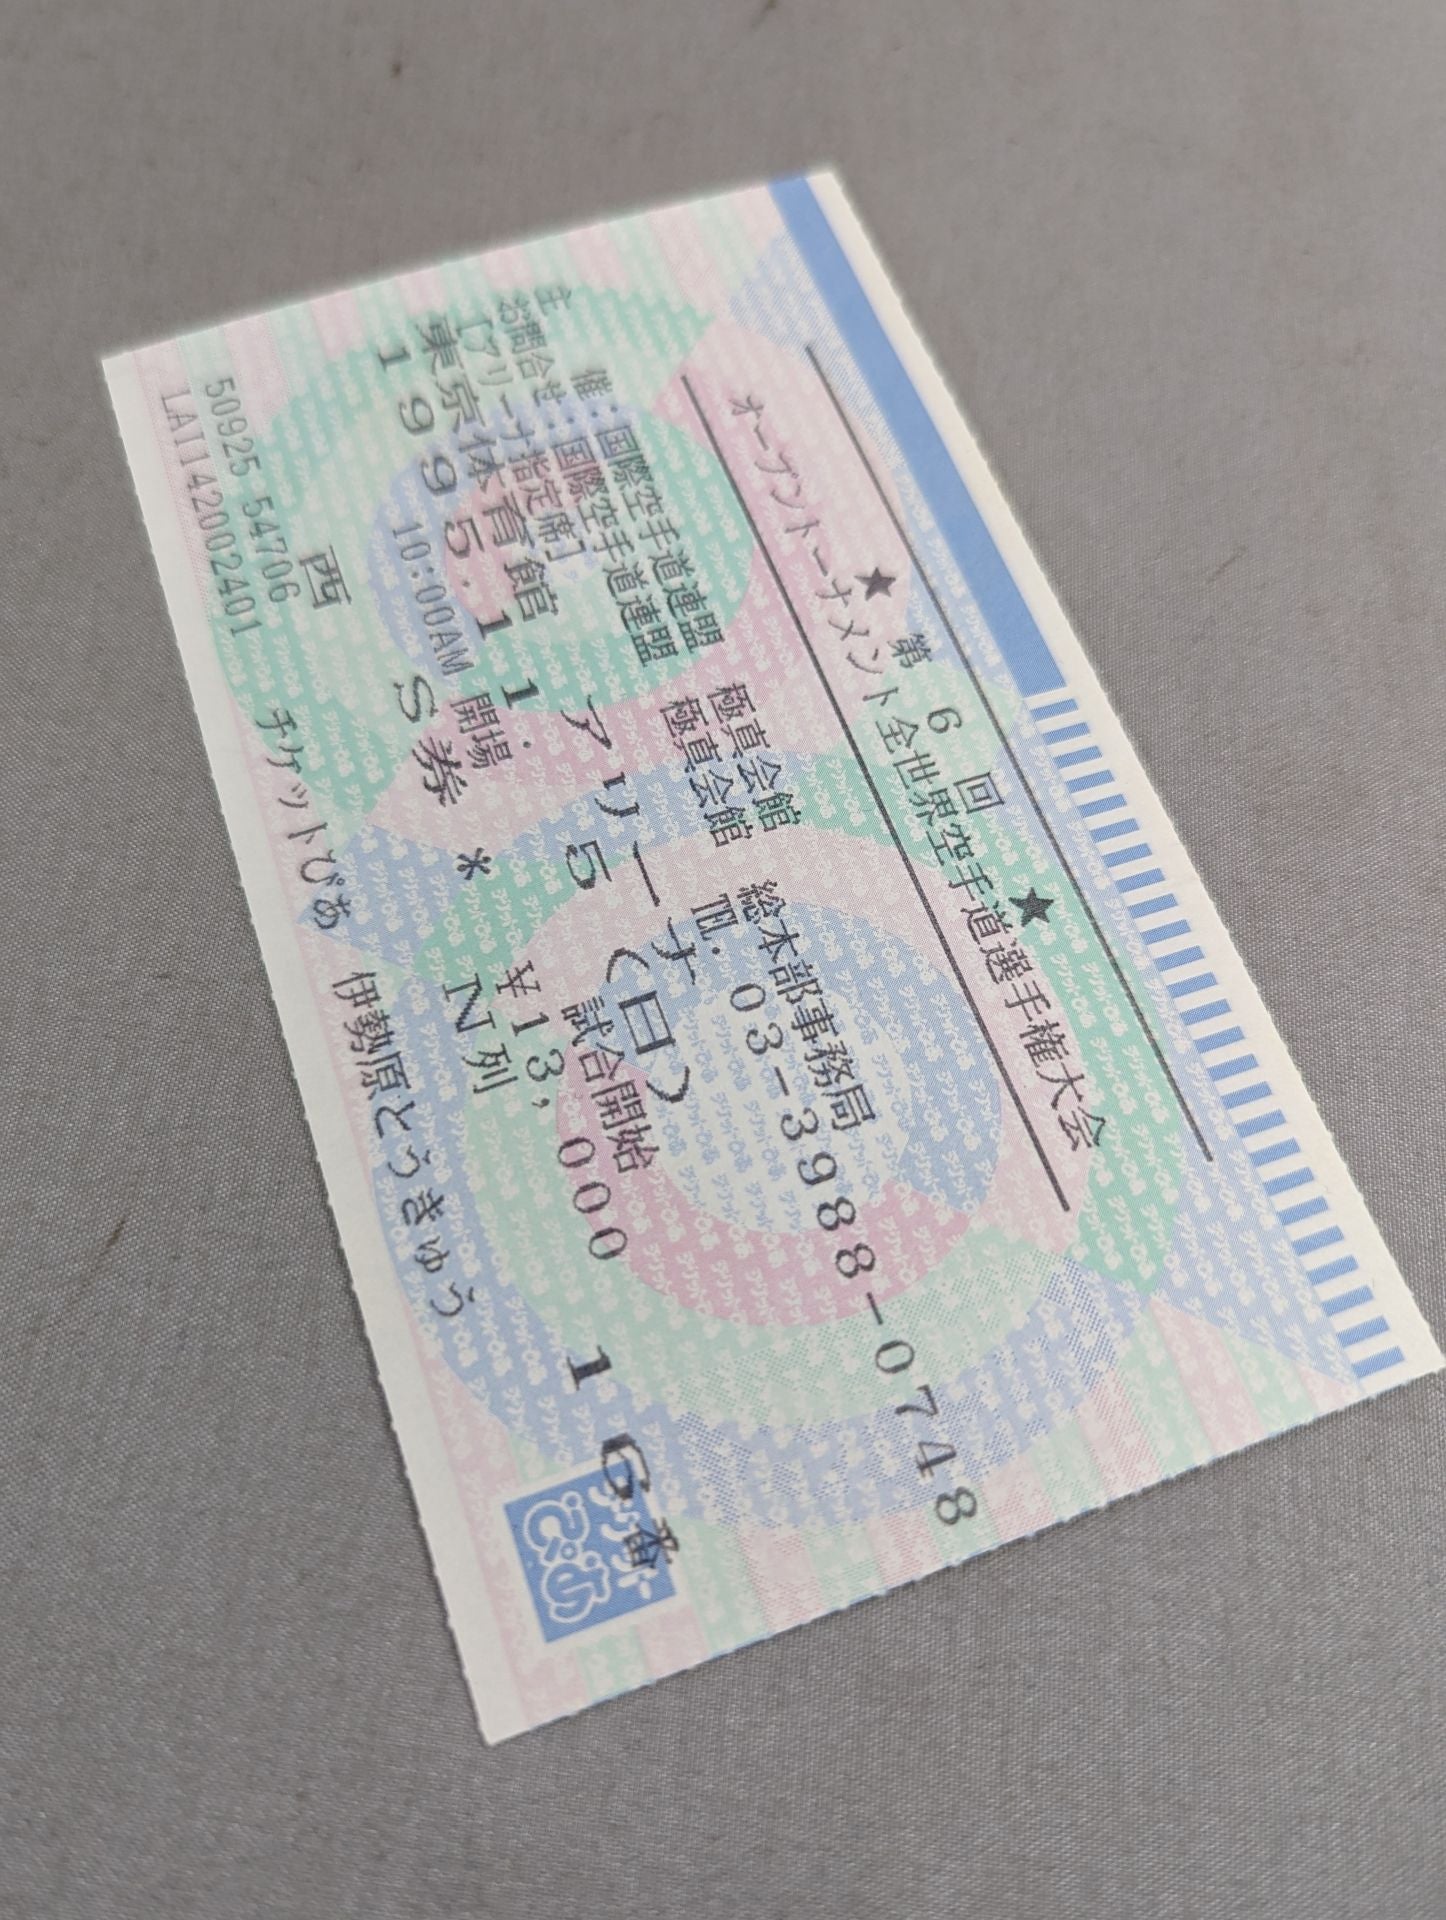 ★ 第 6 回 ★
オープントーナメント全世界空手道選手権大会
主 催：国際空手道連盟 極真会館 総本部事務局
お問合せ：国際空手道連盟 極真会館 ℡.03-3988-0748
[アリーナ指定席]
東京体育館 アリーナ
1995.11.5(日)
10:00AM 開場 試合開始
S券 ¥13,000
西 * N列 16番
50925 54706 チケットぴあ 伊勢原とうきゅう
LA1142002401
チケット
ぴあ